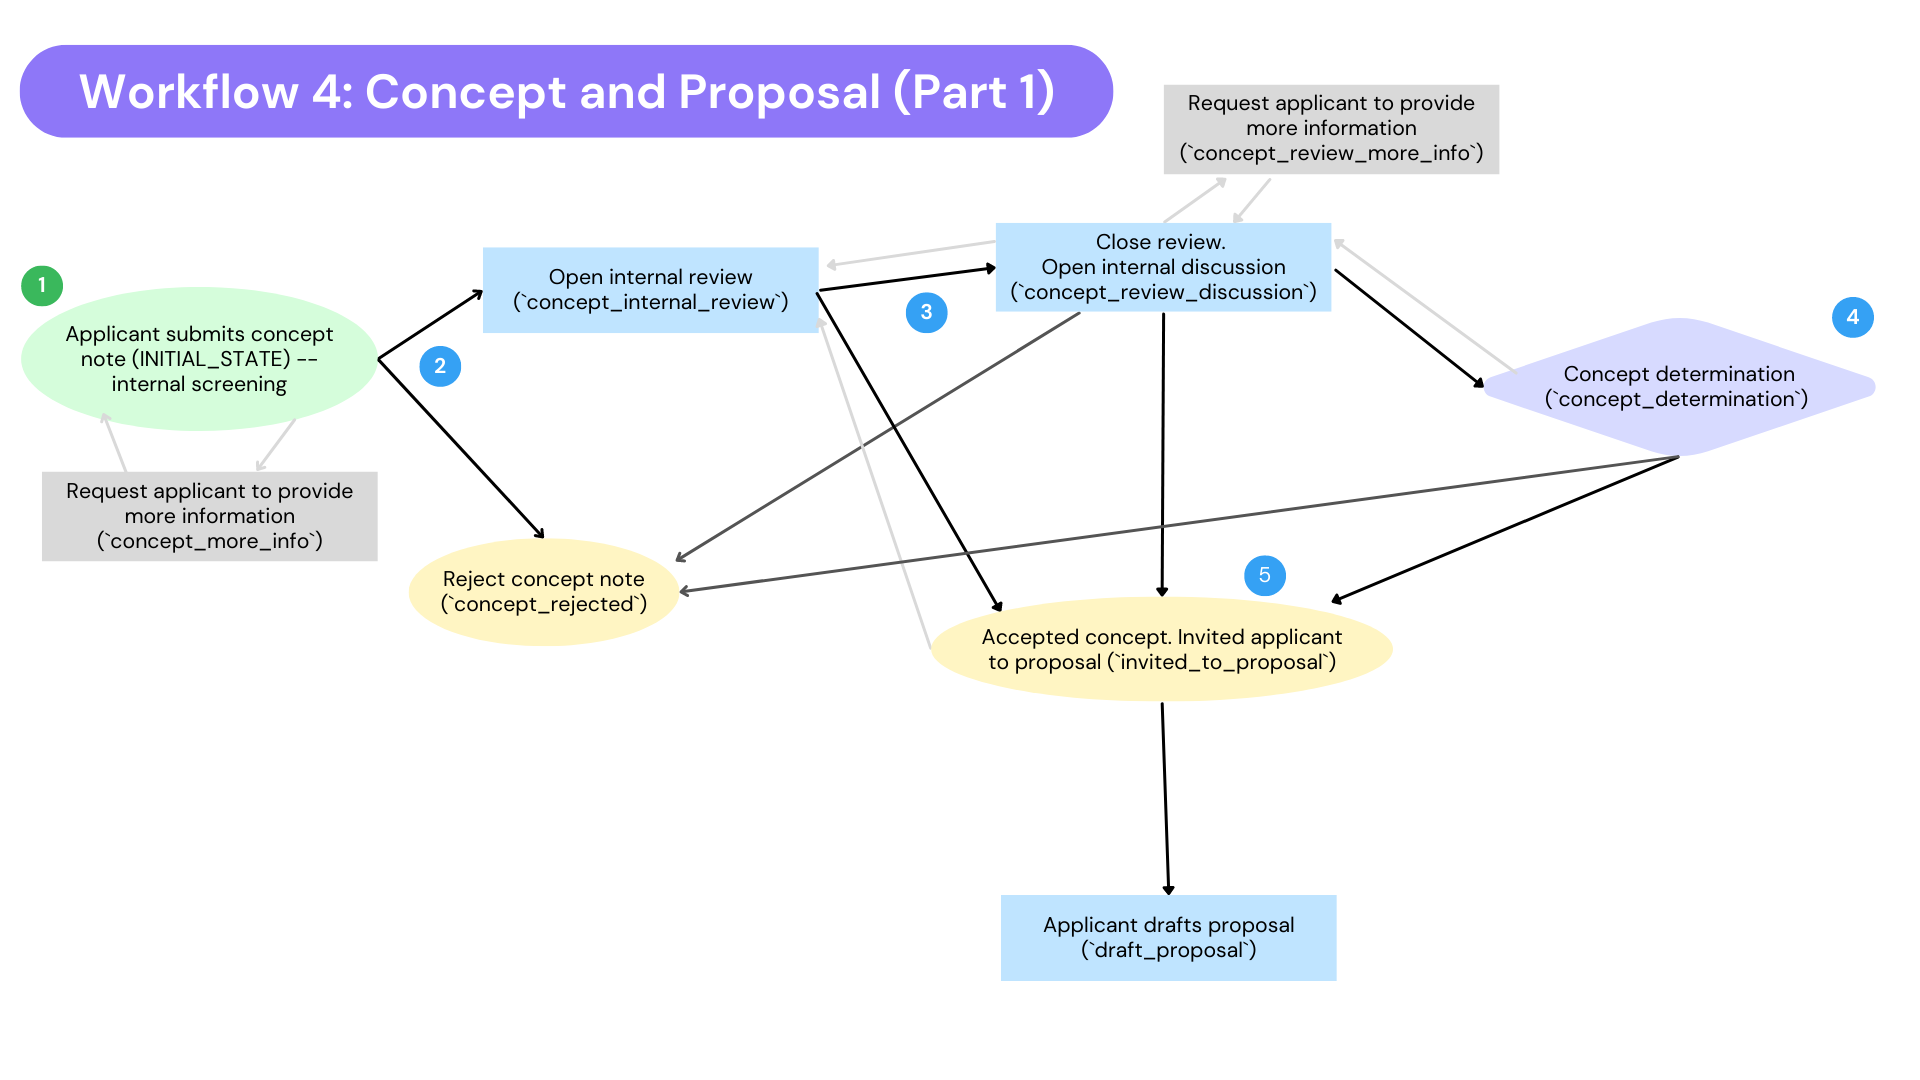 Workflow 4: Concept and Proposal (Part 1)
Request applicant to provide
more information
(`concept_review_more_info`)
1
Applicant submits concept
note (INITIAL_STATE) --
internal screening
2
Open internal review
(`concept_internal_review`)
3
Close review.
Open internal discussion
(`concept_review_discussion`)
4
Concept determination
(`concept_determination`)
Request applicant to provide
more information
(`concept_more_info`)
Reject concept note
(`concept_rejected`)
5
Accepted concept. Invited applicant
to proposal (`invited_to_proposal`)
Applicant drafts proposal
(`draft_proposal`)